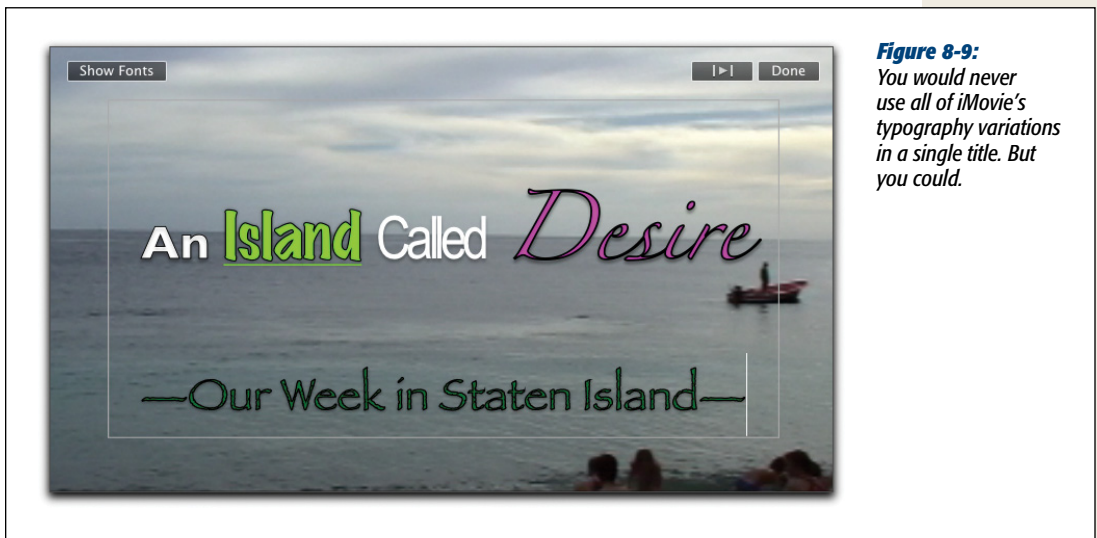 Show Fonts
Done
An Island Called Desire
—Our Week in Staten Island—
Figure 8-9:
You would never
use all of iMovie's
typography variations
in a single title. But
you could.